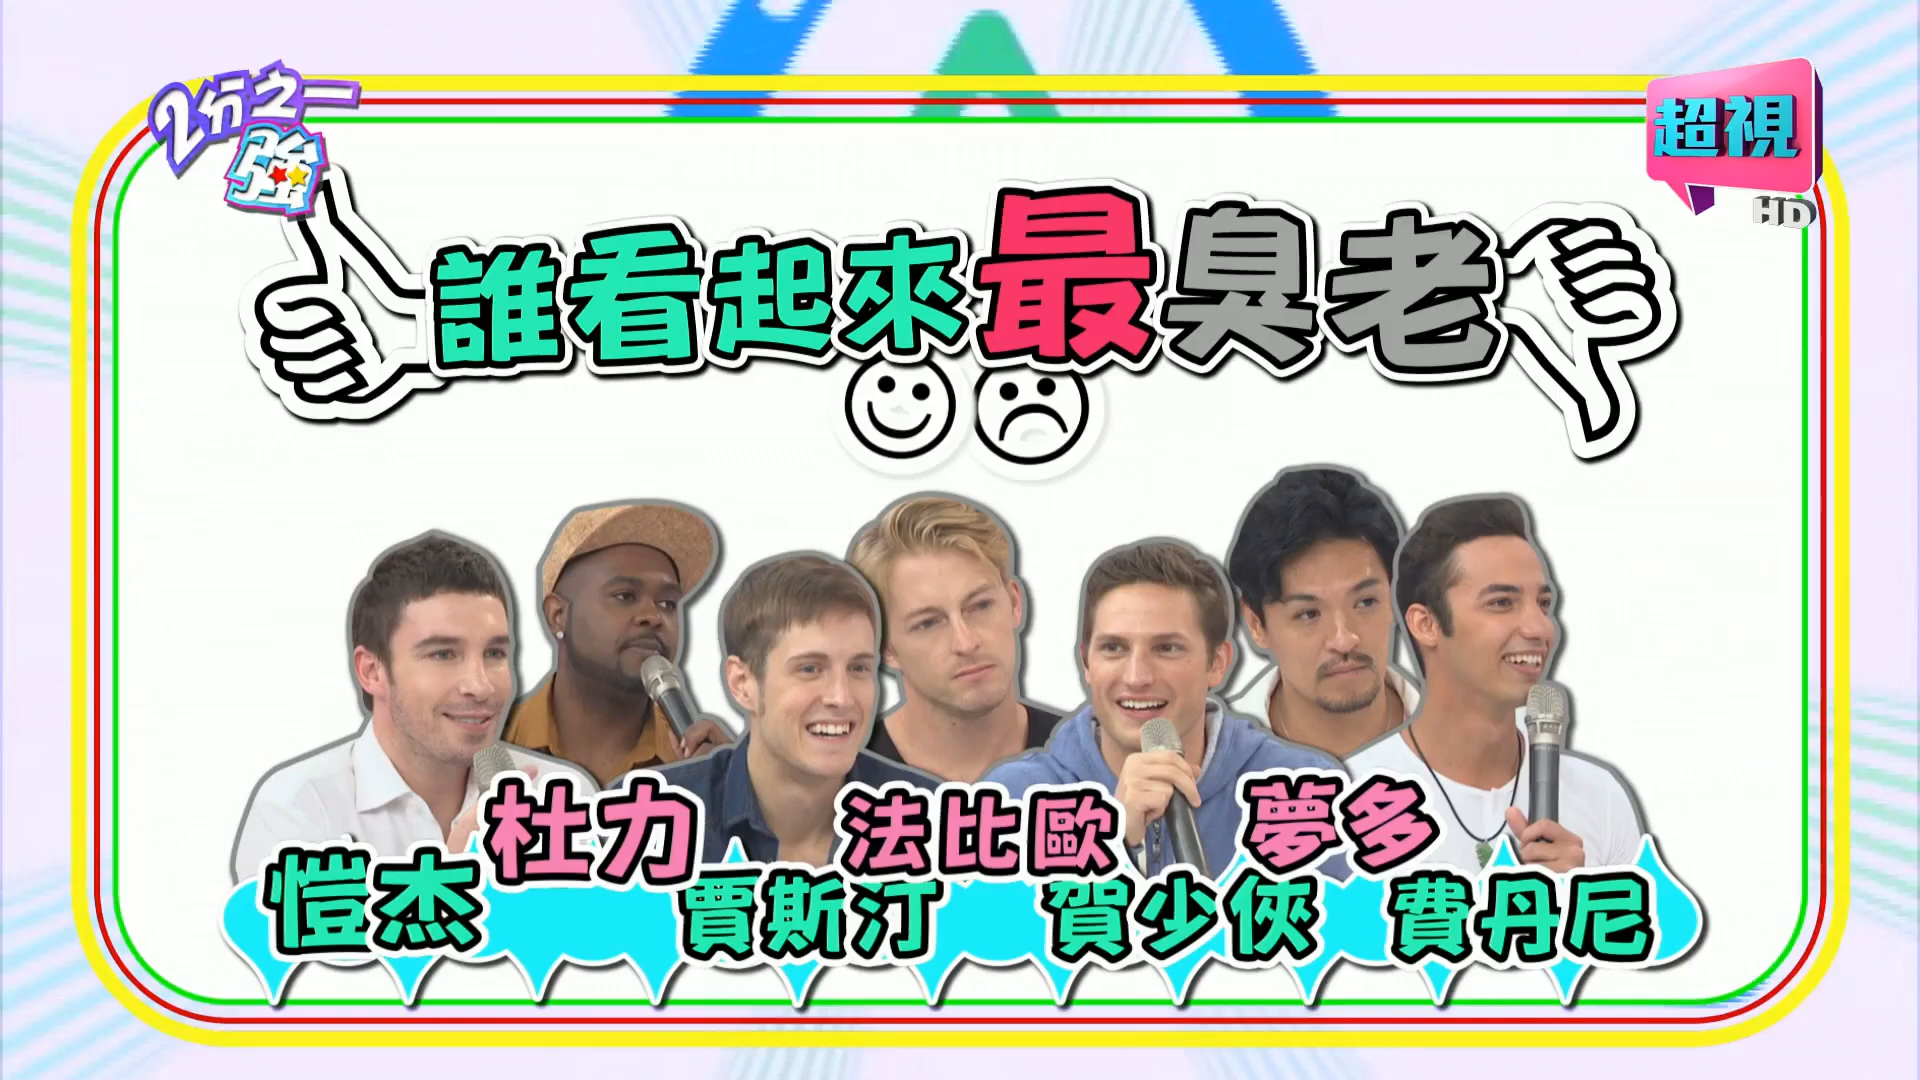 2分之一
強
超視
HD
誰看起來最臭老
杜力
法比歐
夢多
愷杰
賈斯汀
賀少俠
費丹尼